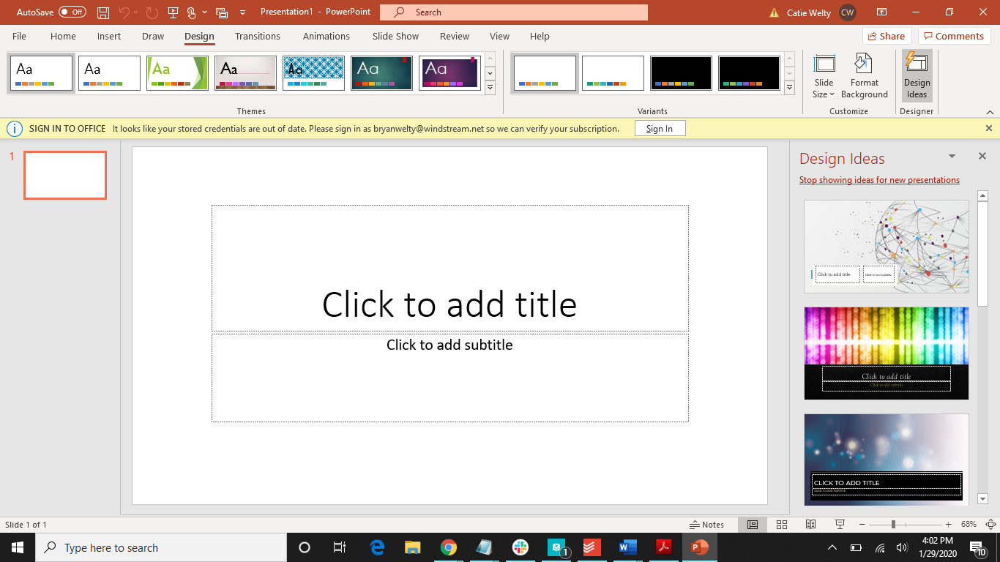 AutoSave Off Presentation1 - PowerPoint Search Catie Welty CW
File Home Insert Draw Design Transitions Animations Slide Show Review View Help Share Comments
Aa Aa Aa Aa Aa Aa Aa
Slide Size Format Background Design Ideas
Themes Variants Customize Designer
SIGN IN TO OFFICE It looks like your stored credentials are out of date. Please sign in as bryanwelty@windstream.net so we can verify your subscription. Sign In
1
Design Ideas
Stop showing ideas for new presentations
Click to add title
Click to add subtitle
Click to add title Click to add subtitle
Click to add title
Click to add subtitle
CLICK TO ADD TITLE
CLICK TO ADD SUBTITLE
Slide 1 of 1 Notes 68%
Type here to search 1 4:02 PM
1/29/2020 10